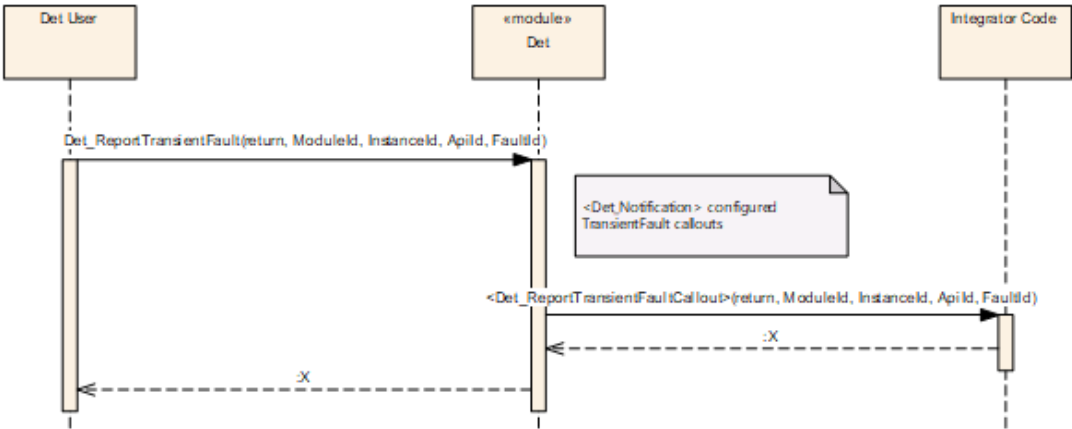 Det User
«module»
Det
Integrator Code
Det_ReportTransientFault(return, ModuleId, InstanceId, ApiId, FaultId)
<Det_Notification> configured
TransientFault callouts
<Det_ReportTransientFaultCallout>(return, ModuleId, InstanceId, ApiId, FaultId)
:X
:X